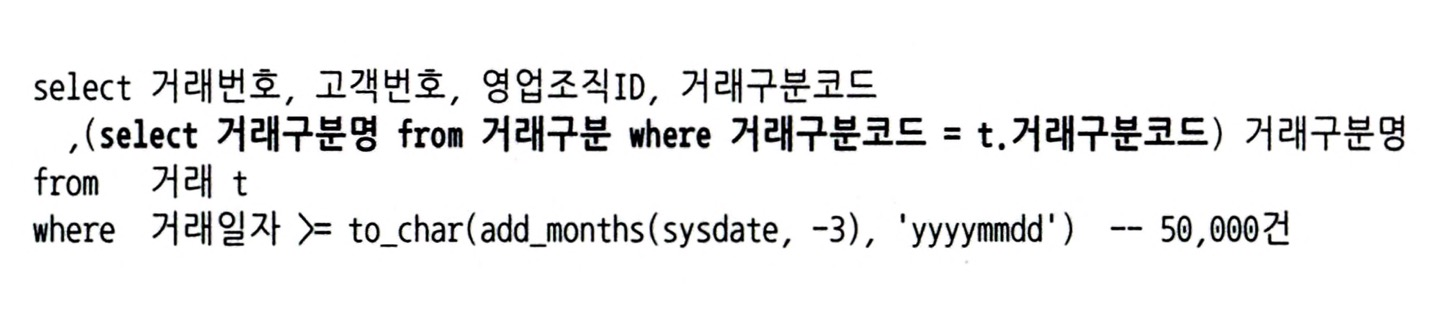 select 거래번호, 고객번호, 영업조직ID, 거래구분코드
,(select 거래구분명 from 거래구분 where 거래구분코드 = t.거래구분코드) 거래구분명
from 거래 t
where 거래일자 >= to_char(add_months(sysdate, -3), 'yyyymmdd') -- 50,000건